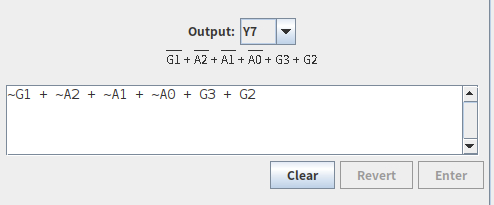 Output: Y7
G1 + A2 + A1 + A0 + G3 + G2
~G1 + ~A2 + ~A1 + ~A0 + G3 + G2
Clear Revert Enter